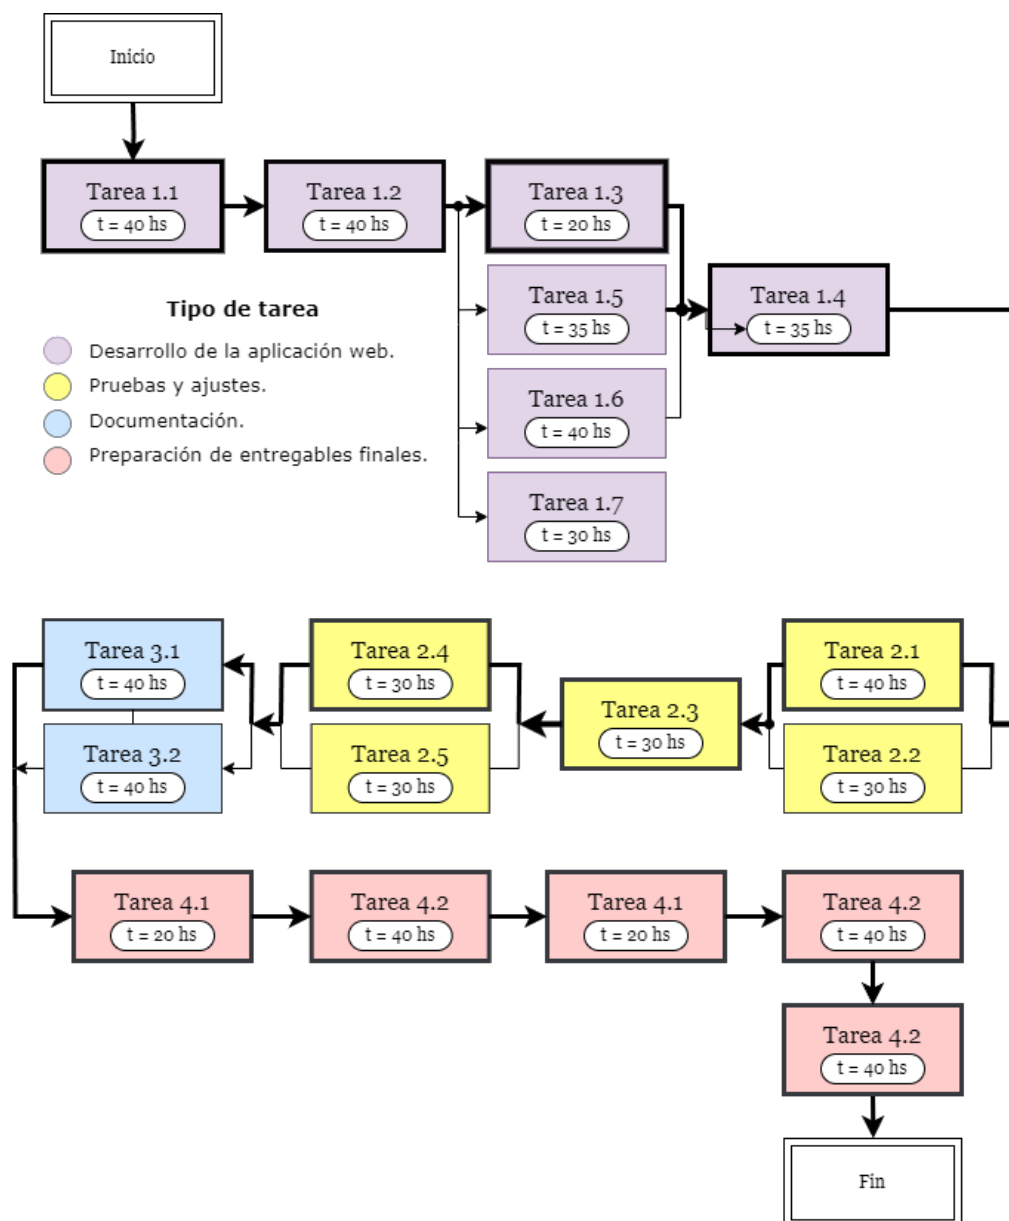 Inicio
Tarea 1.1
t = 40 hs
Tarea 1.2
t = 40 hs
Tarea 1.3
t = 20 hs
Tarea 1.5
t = 35 hs
Tarea 1.4
t = 35 hs
Tarea 1.6
t = 40 hs
Tarea 1.7
t = 30 hs
Tipo de tarea
Desarrollo de la aplicación web.
Pruebas y ajustes.
Documentación.
Preparación de entregables finales.
Tarea 3.1
t = 40 hs
Tarea 2.4
t = 30 hs
Tarea 2.1
t = 40 hs
Tarea 2.3
t = 30 hs
Tarea 3.2
t = 40 hs
Tarea 2.5
t = 30 hs
Tarea 2.2
t = 30 hs
Tarea 4.1
t = 20 hs
Tarea 4.2
t = 40 hs
Tarea 4.1
t = 20 hs
Tarea 4.2
t = 40 hs
Tarea 4.2
t = 40 hs
Fin